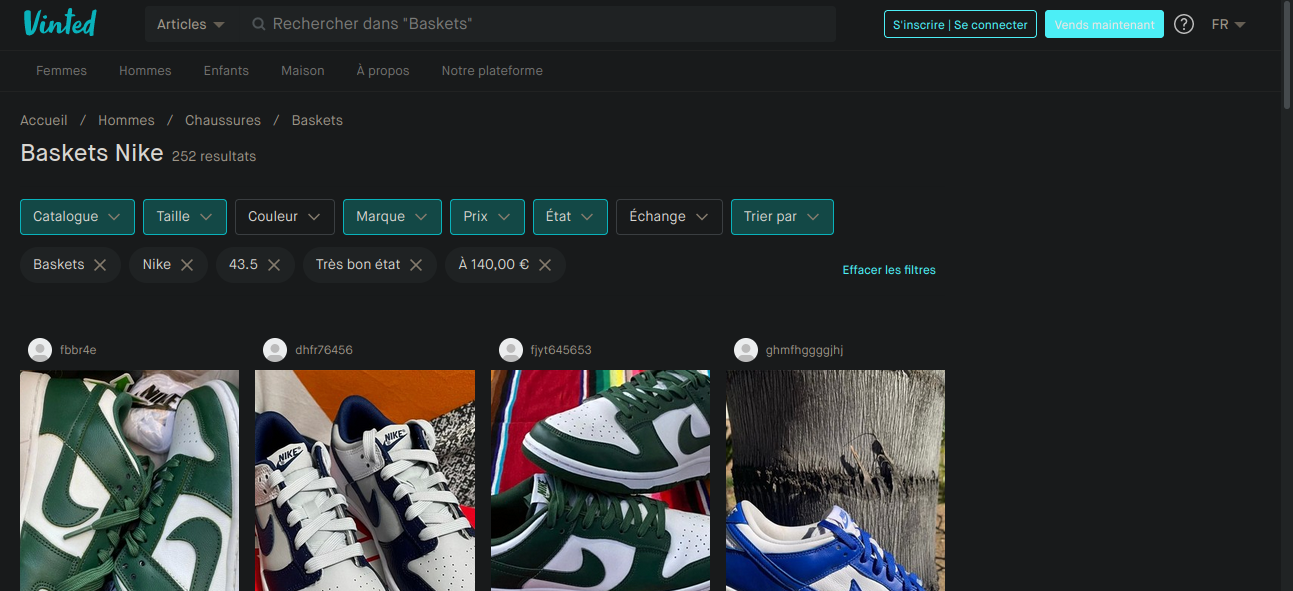 Vinted
Articles
Rechercher dans "Baskets"
S'inscrire | Se connecter
Vends maintenant
?
FR
Femmes
Hommes
Enfants
Maison
À propos
Notre plateforme
Accueil / Hommes / Chaussures / Baskets
Baskets Nike 252 resultats
Catalogue
Taille
Couleur
Marque
Prix
État
Échange
Trier par
Baskets
Nike
43.5
Très bon état
À 140,00 €
Effacer les filtres
fbbr4e
dhfr76456
fjyt645653
ghmfhggggjhj
NIKE
NIKE
NIKE